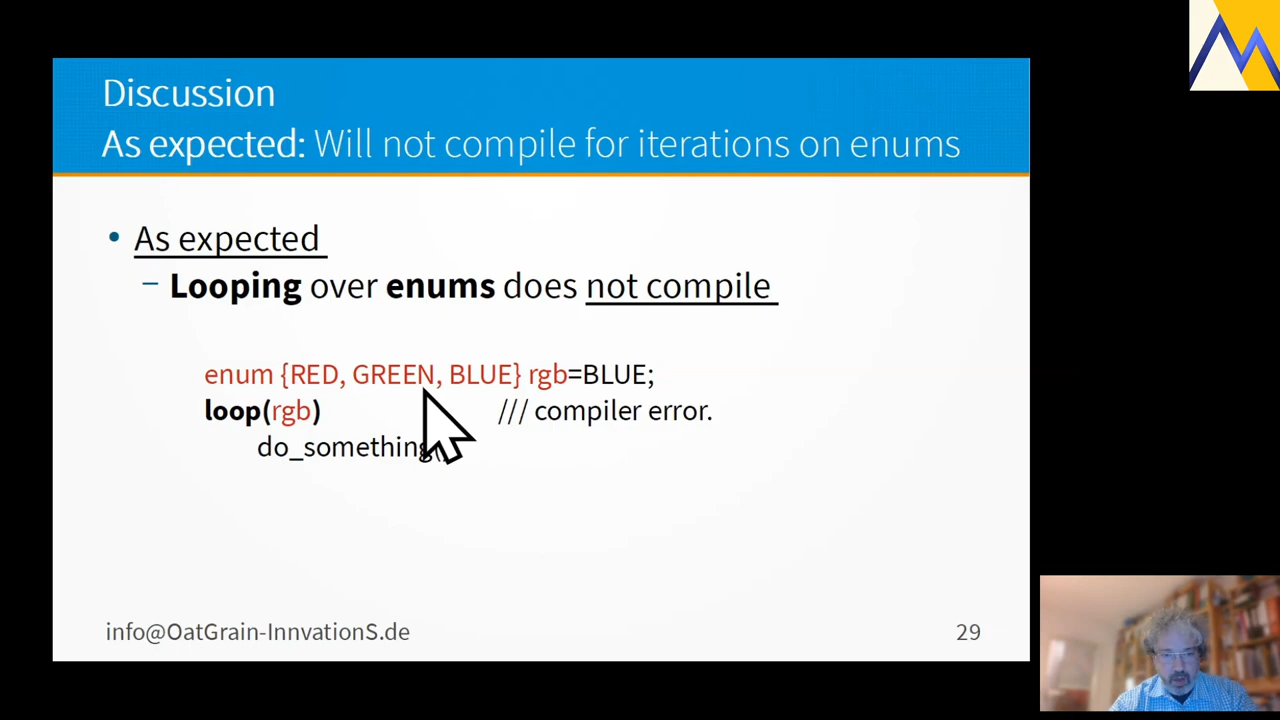 Discussion
As expected: Will not compile for iterations on enums
• As expected
– Looping over enums does not compile
enum {RED, GREEN, BLUE} rgb=BLUE;
loop(rgb) /// compiler error.
do_something(
info@OatGrain-InnvationS.de
29